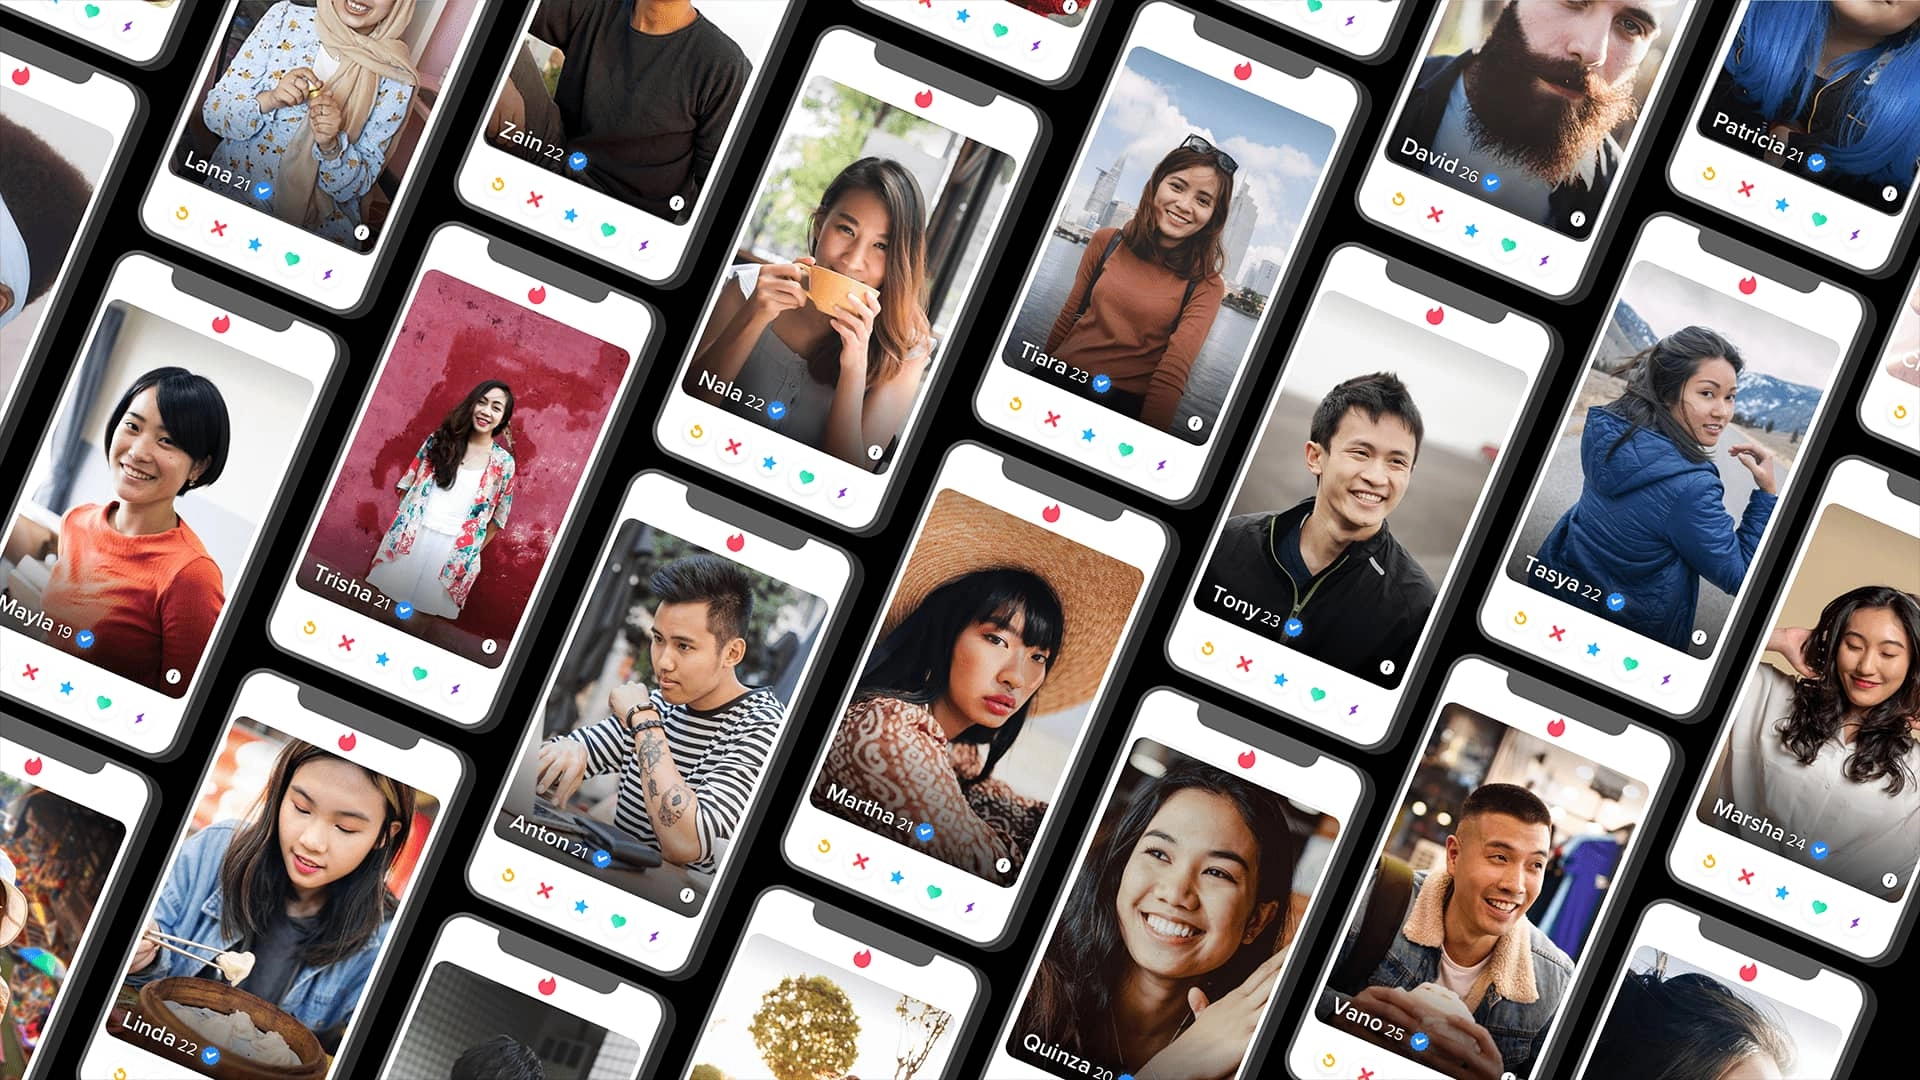 Lana 21
Zain 22
Nala 22
Tiara 23
David 26
Patricia 21
Mayla 19
Trisha 21
Anton 21
Martha 21
Tony 23
Tasya 22
Marsha 24
Linda 22
Quinza 20
Vano 25